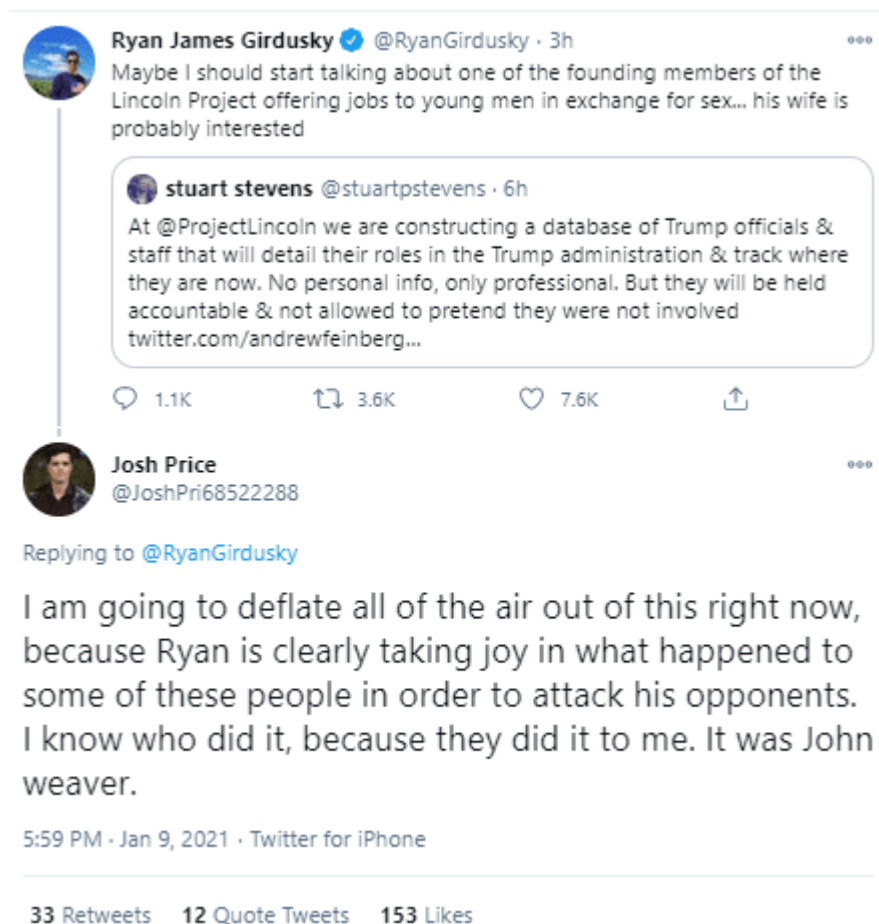 Ryan James Girdusky @RyanGirdusky · 3h
Maybe I should start talking about one of the founding members of the
Lincoln Project offering jobs to young men in exchange for sex... his wife is
probably interested
stuart stevens @stuartpstevens · 6h
At @ProjectLincoln we are constructing a database of Trump officials &
staff that will detail their roles in the Trump administration & track where
they are now. No personal info, only professional. But they will be held
accountable & not allowed to pretend they were not involved
twitter.com/andrewfeinberg...
1.1K 3.6K 7.6K
Josh Price
@JoshPri68522288
Replying to @RyanGirdusky
I am going to deflate all of the air out of this right now,
because Ryan is clearly taking joy in what happened to
some of these people in order to attack his opponents.
I know who did it, because they did it to me. It was John
weaver.
5:59 PM · Jan 9, 2021 · Twitter for iPhone
33 Retweets 12 Quote Tweets 153 Likes